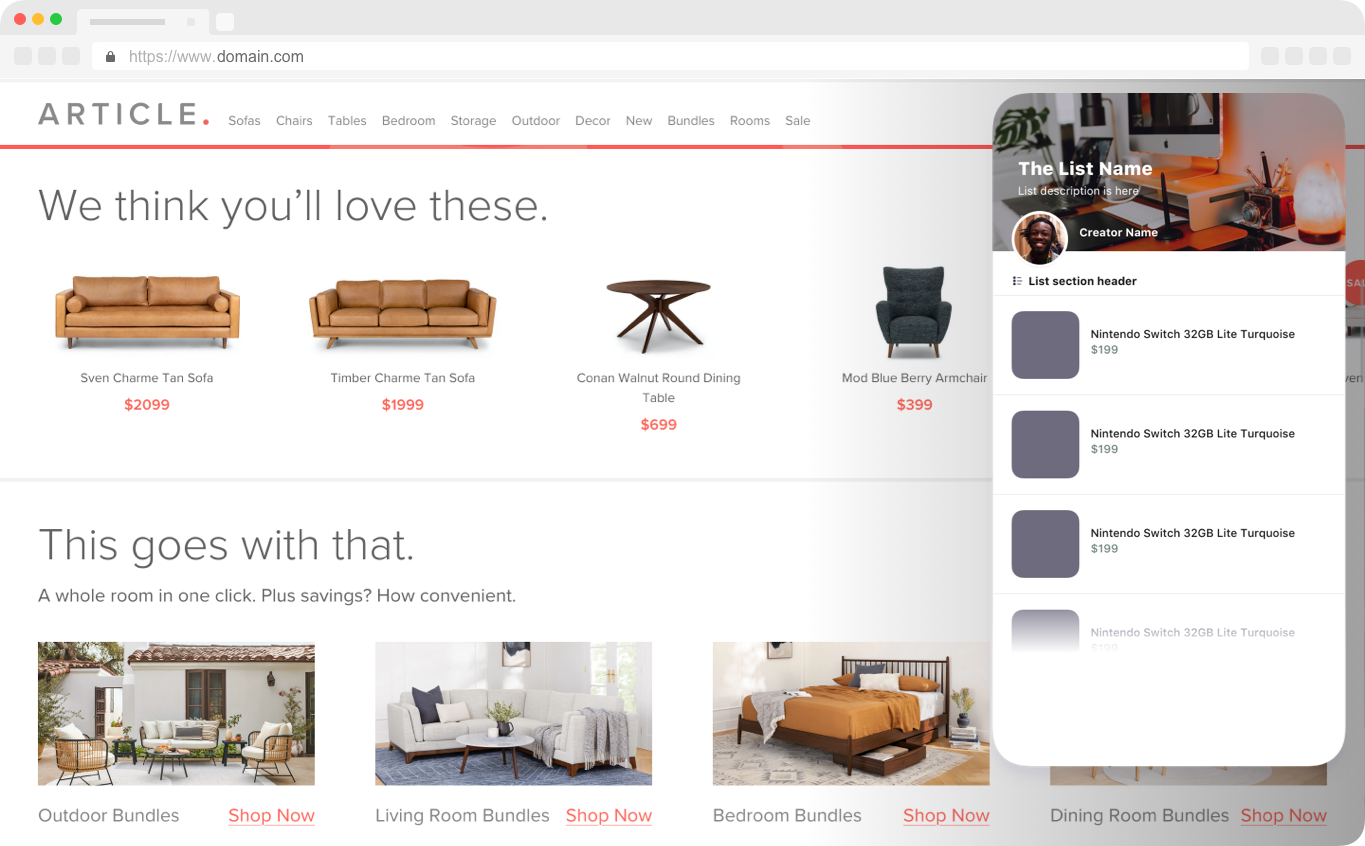 https://www.domain.com
ARTICLE.
Sofas Chairs Tables Bedroom Storage Outdoor Decor New Bundles Rooms Sale
We think you’ll love these.
Sven Charme Tan Sofa
$2099
Timber Charme Tan Sofa
$1999
Conan Walnut Round Dining
Table
$699
Mod Blue Berry Armchair
$399
The List Name
List description is here
Creator Name
List section header
Nintendo Switch 32GB Lite Turquoise
$199
Nintendo Switch 32GB Lite Turquoise
$199
Nintendo Switch 32GB Lite Turquoise
$199
Nintendo Switch 32GB Lite Turquoise
$199
This goes with that.
A whole room in one click. Plus savings? How convenient.
Outdoor Bundles Shop Now
Living Room Bundles Shop Now
Bedroom Bundles Shop Now
Dining Room Bundles Shop Now